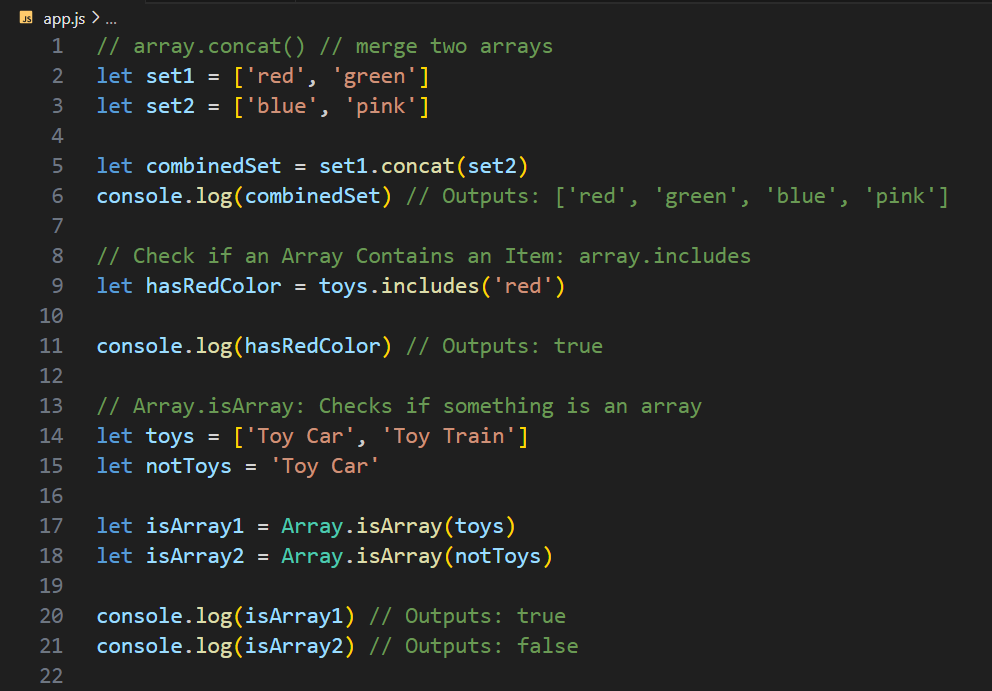 JS app.js > ...
1 // array.concat() // merge two arrays
2 let set1 = ['red', 'green']
3 let set2 = ['blue', 'pink']
4
5 let combinedSet = set1.concat(set2)
6 console.log(combinedSet) // Outputs: ['red', 'green', 'blue', 'pink']
7
8 // Check if an Array Contains an Item: array.includes
9 let hasRedColor = toys.includes('red')
10
11 console.log(hasRedColor) // Outputs: true
12
13 // Array.isArray: Checks if something is an array
14 let toys = ['Toy Car', 'Toy Train']
15 let notToys = 'Toy Car'
16
17 let isArray1 = Array.isArray(toys)
18 let isArray2 = Array.isArray(notToys)
19
20 console.log(isArray1) // Outputs: true
21 console.log(isArray2) // Outputs: false
22